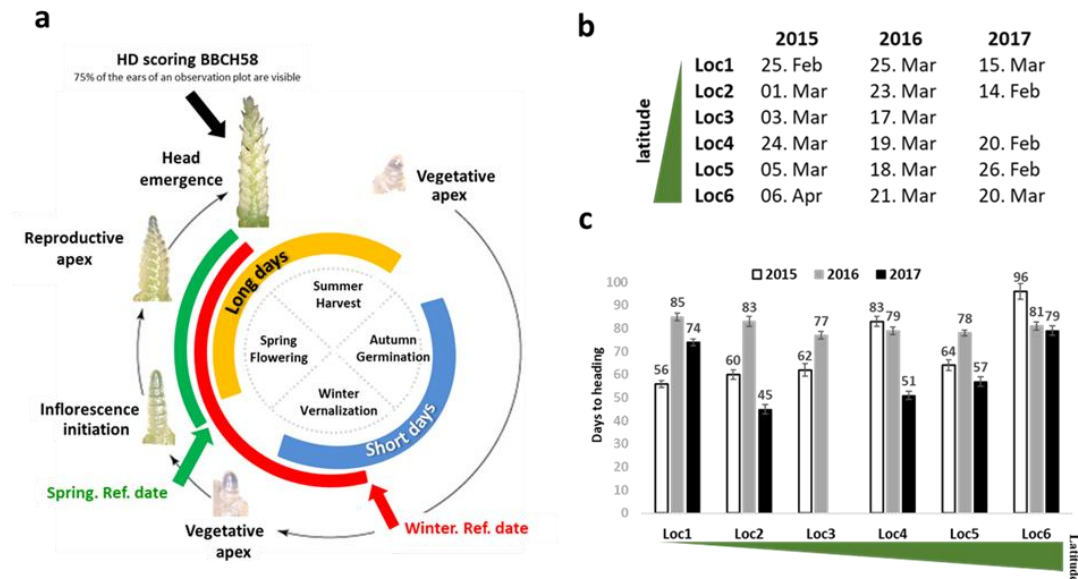 a
HD scoring BBCH58
75% of the ears of an observation plot are visible
Head
emergence
Vegetative
apex
Reproductive
apex
Long days
Summer
Harvest
Spring
Flowering
Autumn
Germination
Winter
Vernalization
Short days
Inflorescence
initiation
Spring. Ref. date
Vegetative
apex
Winter. Ref. date
b
2015 2016 2017
latitude
Loc1 25. Feb 25. Mar 15. Mar
Loc2 01. Mar 23. Mar 14. Feb
Loc3 03. Mar 17. Mar
Loc4 24. Mar 19. Mar 20. Feb
Loc5 05. Mar 18. Mar 26. Feb
Loc6 06. Apr 21. Mar 20. Mar
c
2015 2016 2017
Days to heading
100
90
80
70
60
50
40
30
20
10
0
56 85 74
60 83 45
62 77
83 79 51
64 78 57
96 81 79
Loc1 Loc2 Loc3 Loc4 Loc5 Loc6
Latitude